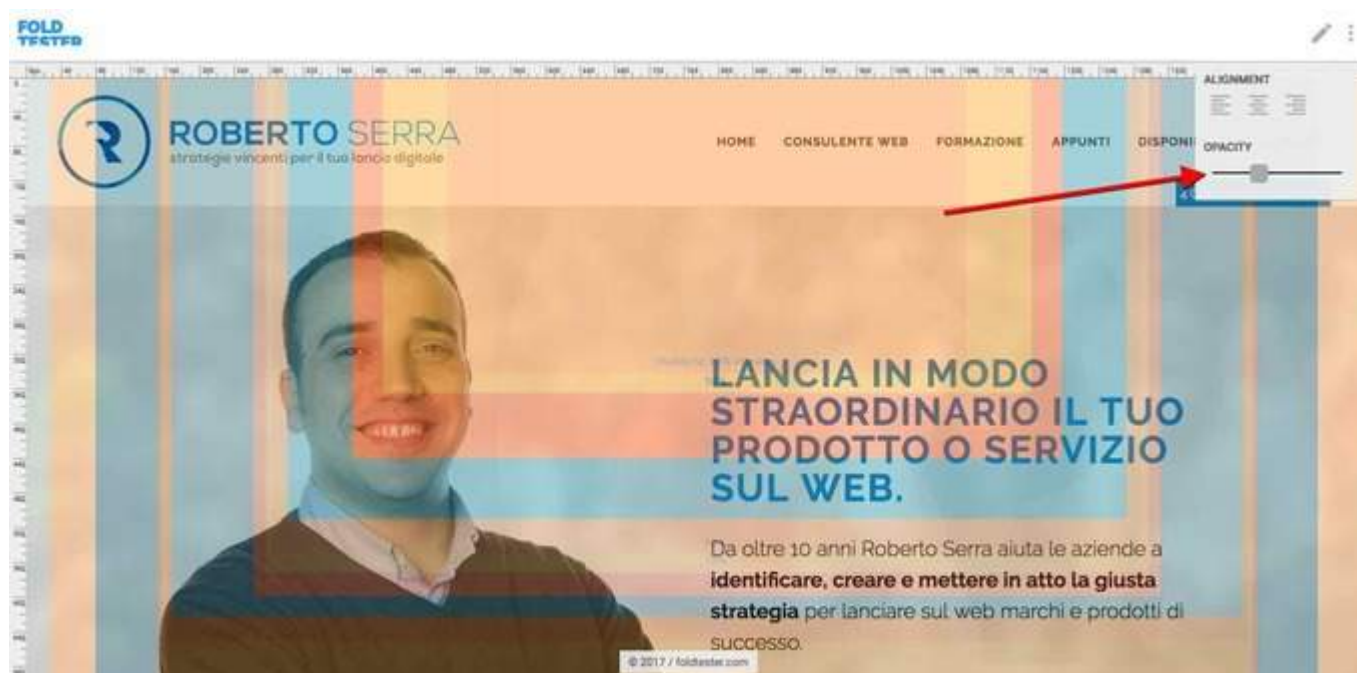 FOLD
TESTER
ALIGNMENT
OPACITY
ROBERTO SERRA
strategie vincenti per il tuo lancio digitale
HOME CONSULENTE WEB FORMAZIONE APPUNTI DISPONI
LANCIA IN MODO
STRAORDINARIO IL TUO
PRODOTTO O SERVIZIO
SUL WEB.
Da oltre 10 anni Roberto Serra aiuta le aziende a
identificare, creare e mettere in atto la giusta
strategia per lanciare sul web marchi e prodotti di
successo.
© 2017 / foldtester.com